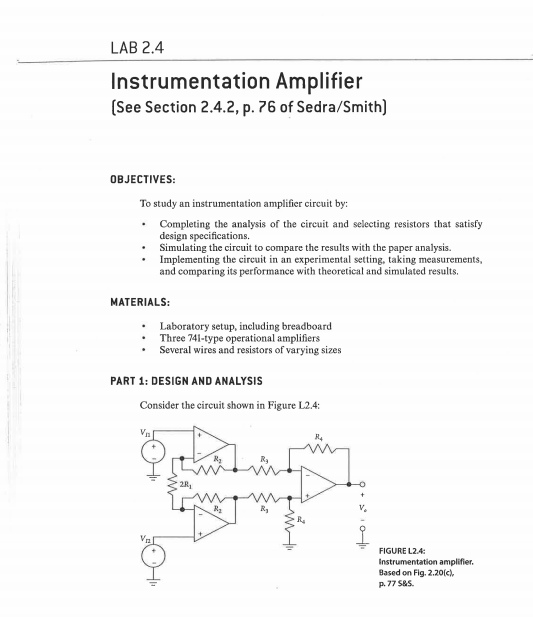 LAB 2.4
Instrumentation Amplifier
(See Section 2.4.2, p. 76 of Sedra/Smith)
OBJECTIVES:
To study an instrumentation amplifier circuit by:
• Completing the analysis of the circuit and selecting resistors that satisfy
design specifications.
• Simulating the circuit to compare the results with the paper analysis.
• Implementing the circuit in an experimental setting, taking measurements,
and comparing its performance with theoretical and simulated results.
MATERIALS:
• Laboratory setup, including breadboard
• Three 741-type operational amplifiers
• Several wires and resistors of varying sizes
PART 1: DESIGN AND ANALYSIS
Consider the circuit shown in Figure L2.4:
V_I1
+
−
+
−
R_2
R_3
R_4
2R_1
−
+
R_2
R_3
R_4
−
+
V_I2
+
−
+
V_o
−
FIGURE L2.4:
Instrumentation amplifier.
Based on Fig. 2.20(c),
p. 77 S&S.